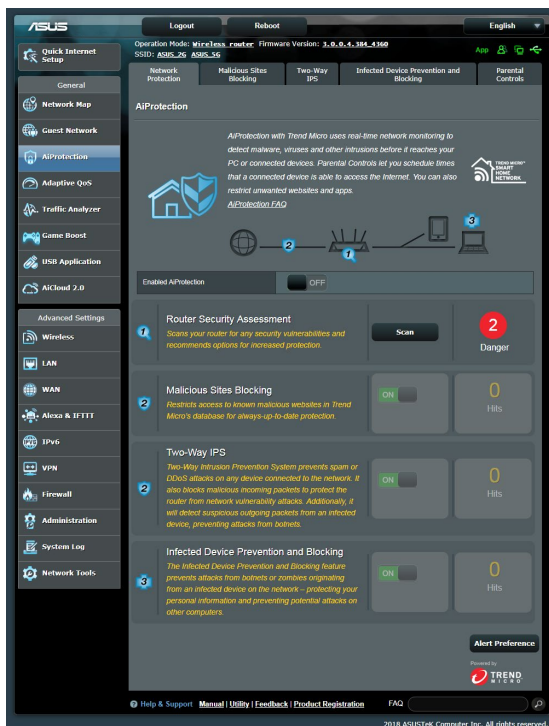 ASUS
Logout
Reboot
English
Quick Internet
Setup
Operation Mode: Wireless router Firmware Version: 3.0.0.4.384_4360
SSID: ASUS_2G ASUS_5G
App
General
Network Map
Guest Network
AiProtection
Adaptive QoS
Traffic Analyzer
Game Boost
USB Application
AiCloud 2.0
Advanced Settings
Wireless
LAN
WAN
Alexa & IFTTT
IPv6
VPN
Firewall
Administration
System Log
Network Tools
Network
Protection
Malicious Sites
Blocking
Two-Way
IPS
Infected Device Prevention and
Blocking
Parental
Controls
AiProtection
AiProtection with Trend Micro uses real-time network monitoring to
detect malware, viruses and other intrusions before it reaches your
PC or connected devices. Parental Controls let you schedule times
that a connected device is able to access the Internet. You can also
restrict unwanted websites and apps.
AiProtection FAQ
TREND MICRO™
SMART
HOME
NETWORK
3
2
1
Enabled AiProtection
OFF
1
Router Security Assessment
Scans your router for any security vulnerabilities and
recommends options for increased protection.
Scan
2
Danger
2
Malicious Sites Blocking
Restricts access to known malicious websites in Trend
Micro's database for always-up-to-date protection.
ON
0
Hits
2
Two-Way IPS
Two-Way Intrusion Prevention System prevents spam or
DDoS attacks on any device connected to the network. It
also blocks malicious incoming packets to protect the
router from network vulnerability attacks. Additionally, it
will detect suspicious outgoing packets from an infected
device, preventing attacks from botnets.
ON
0
Hits
3
Infected Device Prevention and Blocking
The Infected Device Prevention and Blocking feature
prevents attacks from botnets or zombies originating
from an infected device on the network – protecting your
personal information and preventing potential attacks on
other computers.
ON
0
Hits
Alert Preference
Powered by
TREND
MICRO
Help & Support Manual | Utility | Feedback | Product Registration FAQ
2018 ASUSTeK Computer Inc. All rights reserved.